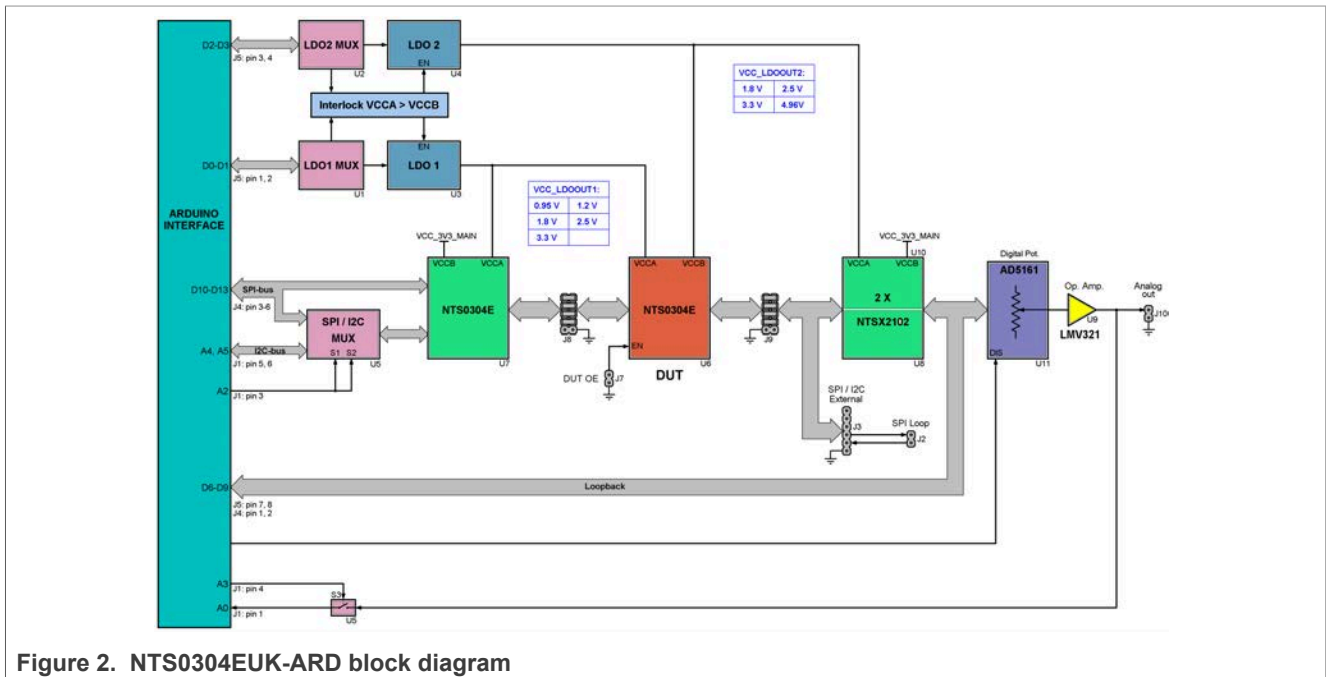 D2-D3
J5: pin 3, 4
LDO2 MUX
U2
LDO 2
EN
U4
Interlock VCCA > VCCB
D0-D1
J5: pin 1, 2
LDO1 MUX
U1
EN
LDO 1
U3
VCC_LDOOUT2:
1.8 V 2.5 V
3.3 V 4.96V
VCC_LDOOUT1:
0.95 V 1.2 V
1.8 V 2.5 V
3.3 V
ARDUINO
INTERFACE
VCC_3V3_MAIN
VCCB VCCA
NTS0304E
U7
VCCA VCCB
NTS0304E
EN
U6
DUT
VCC_3V3_MAIN
U10
VCCA VCCB
2 X
NTSX2102
U8
Digital Pot.
AD5161
DIS
U11
Op. Amp.
U9
LMV321
Analog
out
D10-D13
SPI-bus
J4: pin 3-6
SPI / I2C
MUX
S1 S2
U5
A4, A5
I2C-bus
J1: pin 5, 6
A2
J1: pin 3
J8
DUT OE
J7
J9
SPI / I2C
External
J3
SPI Loop
J2
D6-D9
Loopback
J5: pin 7, 8
J4: pin 1, 2
A3
J1: pin 4
S3
A0
J1: pin 1
U5
Figure 2. NTS0304EUK-ARD block diagram